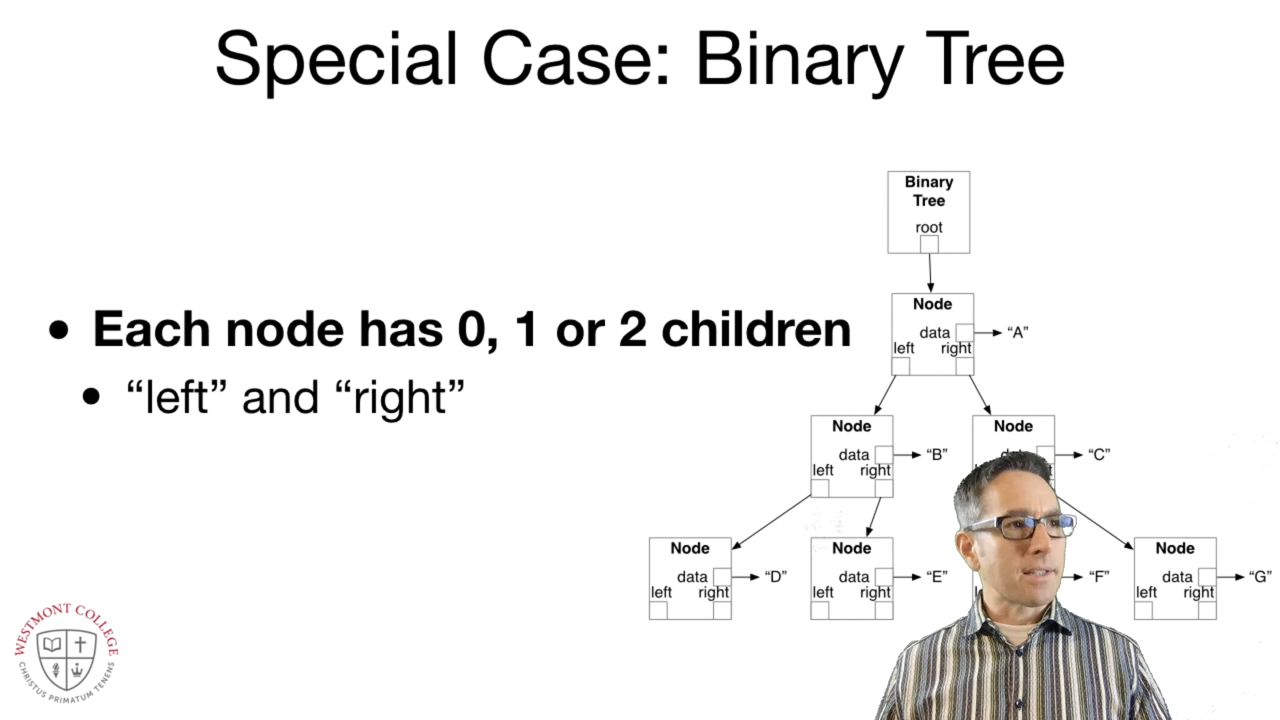 Special Case: Binary Tree
• Each node has 0, 1 or 2 children
• “left” and “right”
Binary
Tree
root
Node
data “A”
left right
Node
data “B”
left right
Node
“C”
Node
data “D”
left right
Node
data “E”
left right
“F”
Node
data “G”
left right
WESTMONT COLLEGE
CHRISTUS PRIMATUM TENENS